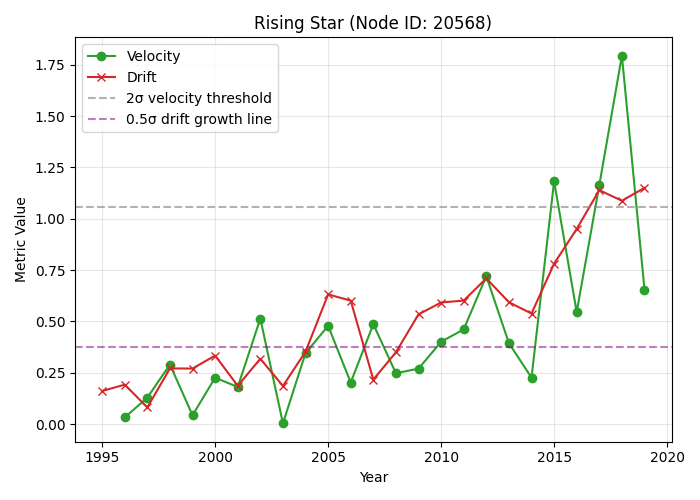 Rising Star (Node ID: 20568)
Velocity
Drift
2σ velocity threshold
0.5σ drift growth line
Metric Value
1.75
1.50
1.25
1.00
0.75
0.50
0.25
0.00
1995
2000
2005
2010
2015
2020
Year